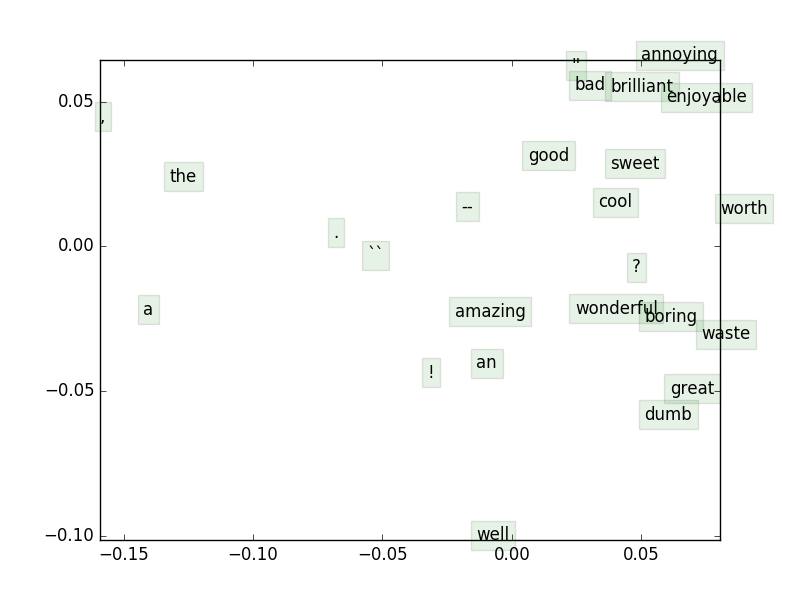 annoying
"
bad
brilliant
enjoyable
0.05
,
good
sweet
the
cool
worth
--
.
0.00
``
?
a
amazing
wonderful
boring
waste
an
!
−0.05
great
dumb
well
−0.10
−0.15
−0.10
−0.05
0.00
0.05